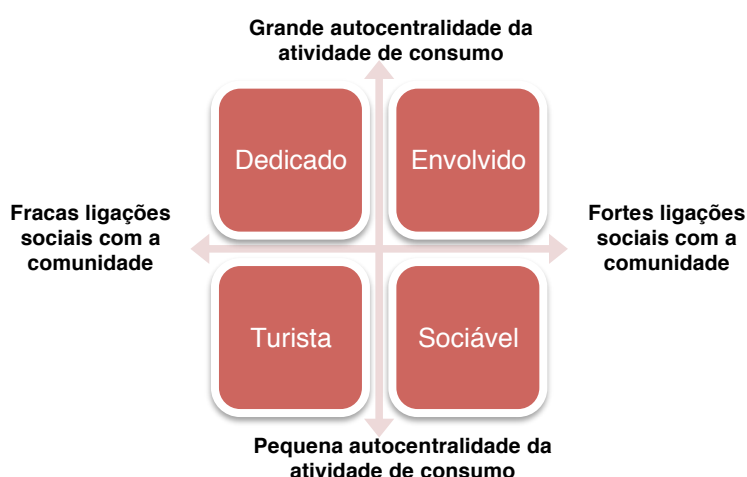 Grande autocentralidade da
atividade de consumo
Dedicado
Envolvido
Fracas ligações
sociais com a
comunidade
Fortes ligações
sociais com a
comunidade
Turista
Sociável
Pequena autocentralidade da
atividade de consumo